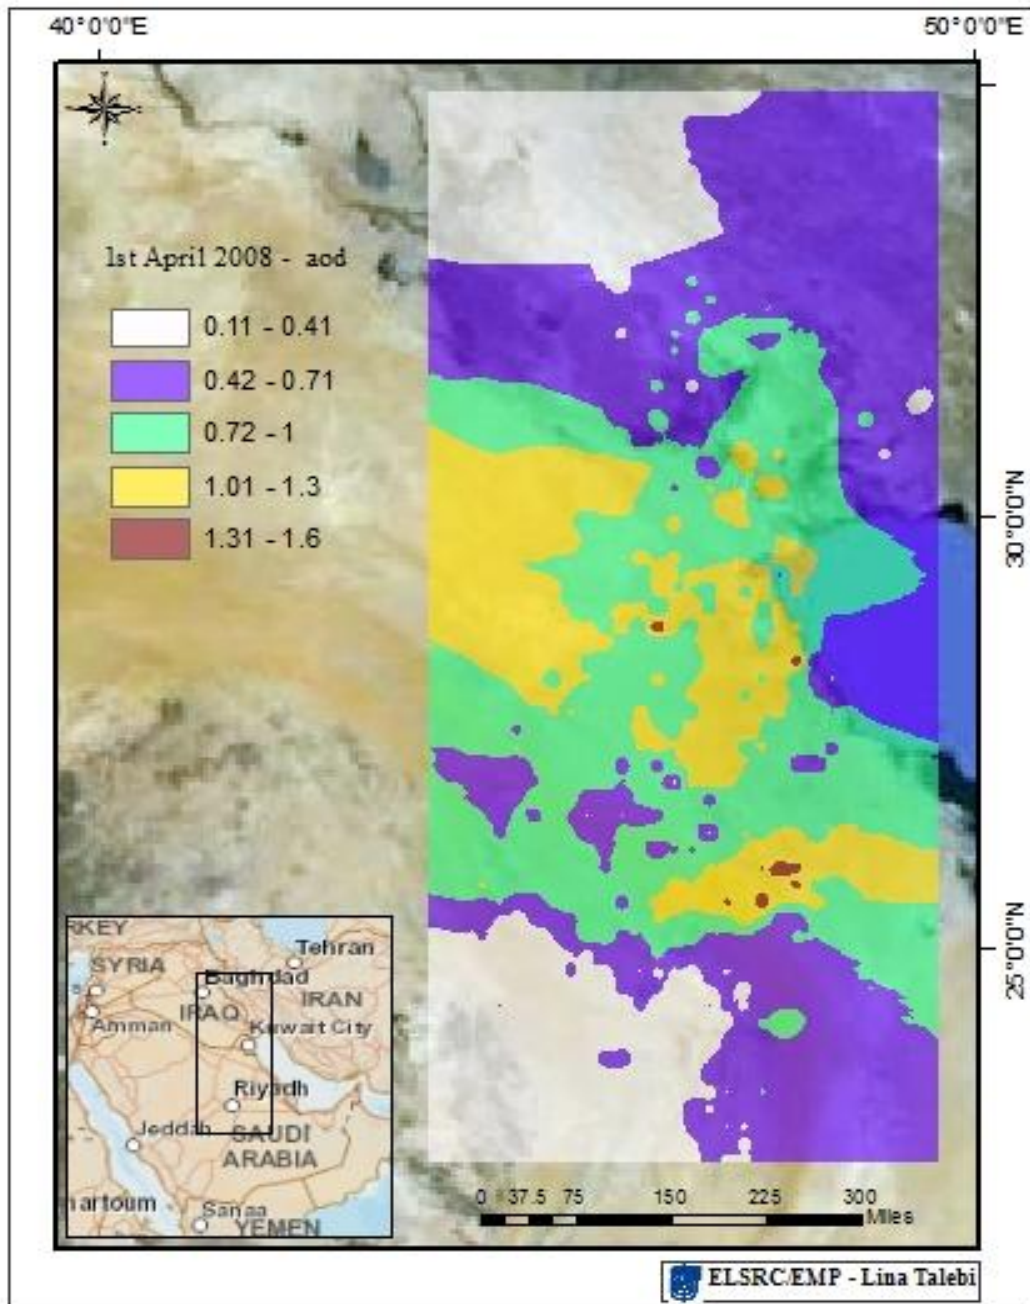 40°0'0"E
50°0'0"E
1st April 2008 - aod
0.11 - 0.41
0.42 - 0.71
0.72 - 1
1.01 - 1.3
1.31 - 1.6
30°0'0"N
25°0'0"N
RKEY
SYRIA
Tehran
Baghdad
IRAQ
IRAN
Amman
Kuwait City
Riyadh
Jeddah
SAUDI
ARABIA
artoum
Sanaa
YEMEN
0 37.5 75 150 225 300
Miles
ELSRC/EMP - Lina Talebi